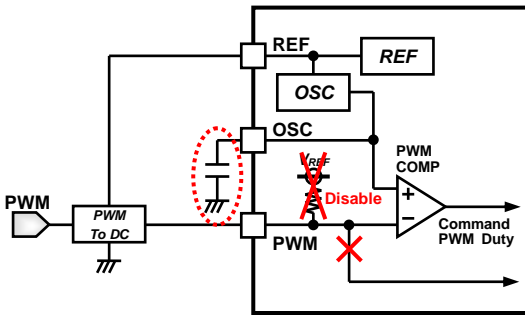 REF
REF
OSC
OSC
PWM
COMP
VREF
Disable
PWM
PWM
To DC
+
−
PWM
Command
PWM Duty